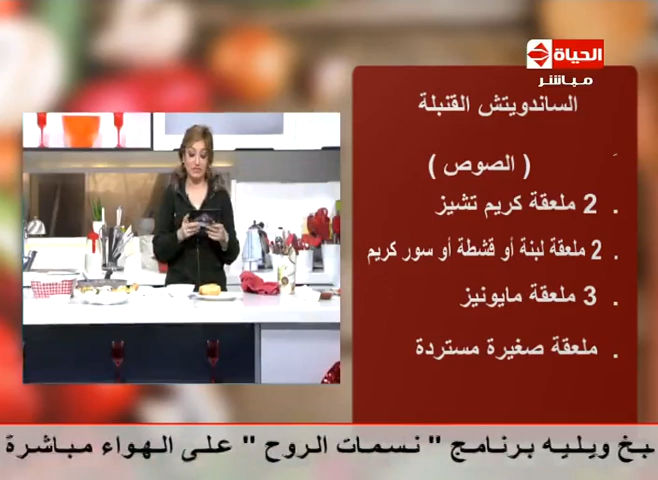 الحياة
مباشر
الساندويتش القنبلة
( الصوص )
. 2 ملعقة كريم تشيز
. 2 ملعقة لبنة أو قشطة أو سور كريم
. 3 ملعقة مايونيز
. ملعقة صغيرة مستردة
بخ ويليه برنامج " نسمات الروح " على الهواء مباشرة